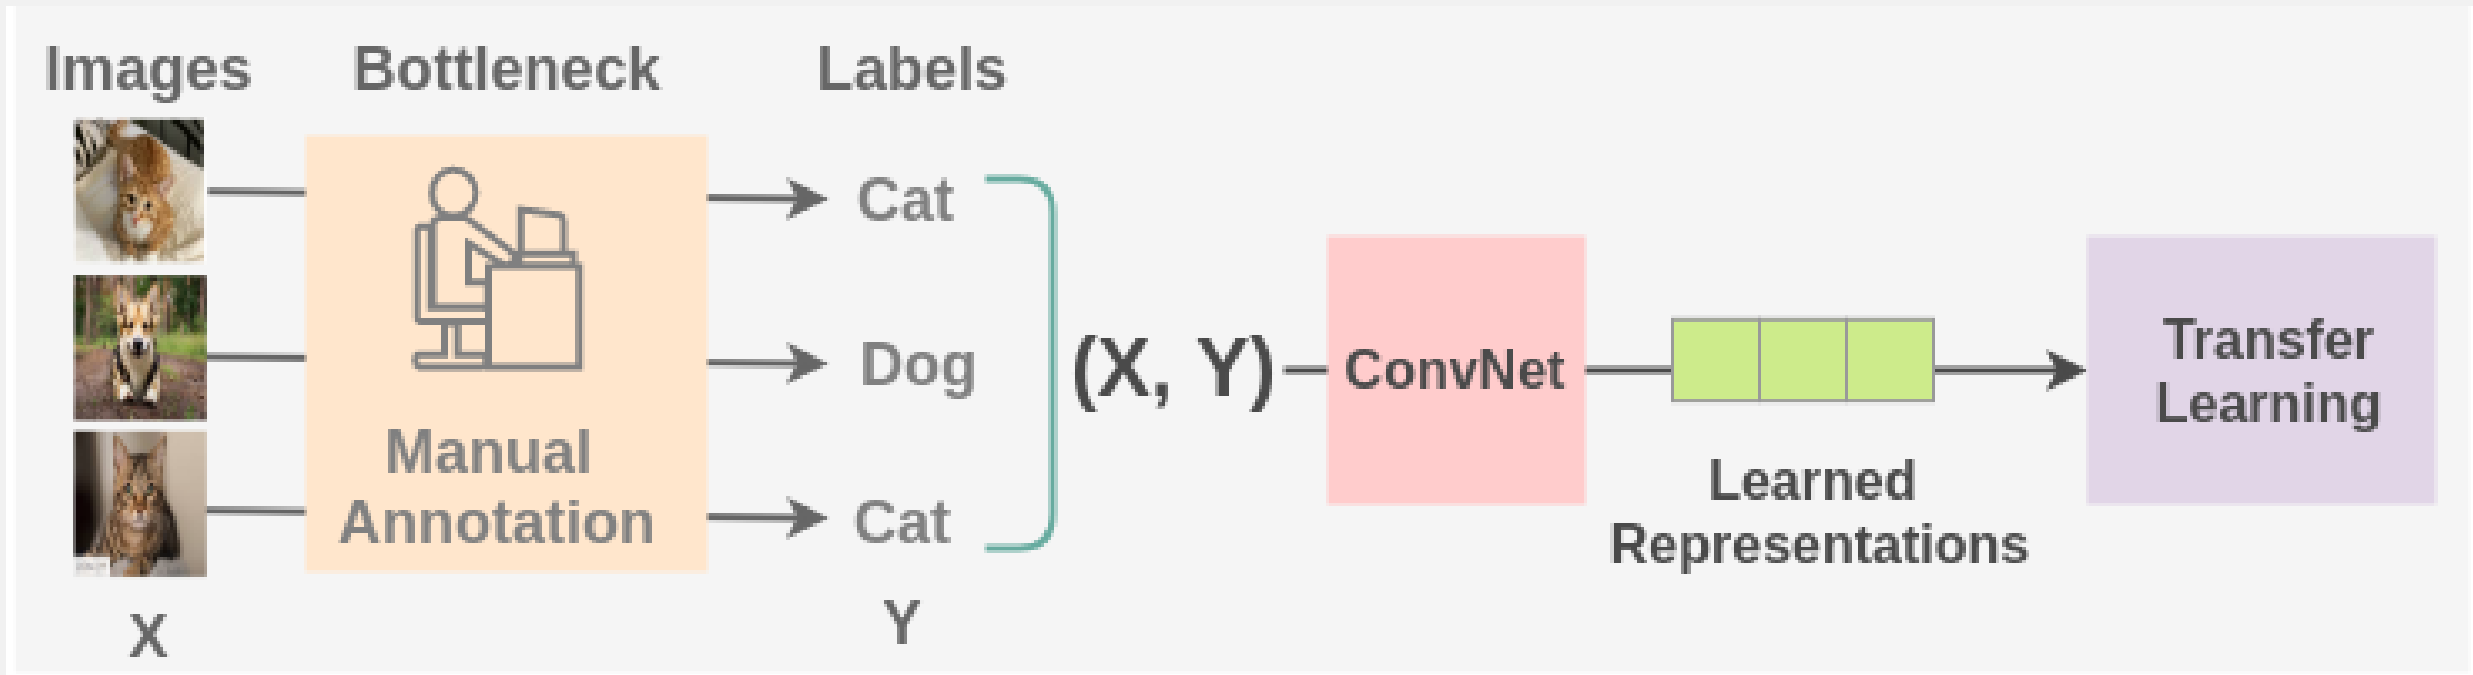 Images
Bottleneck
Labels
Cat
Dog
Cat
Manual
Annotation
X
Y
(X, Y)
ConvNet
Learned
Representations
Transfer
Learning